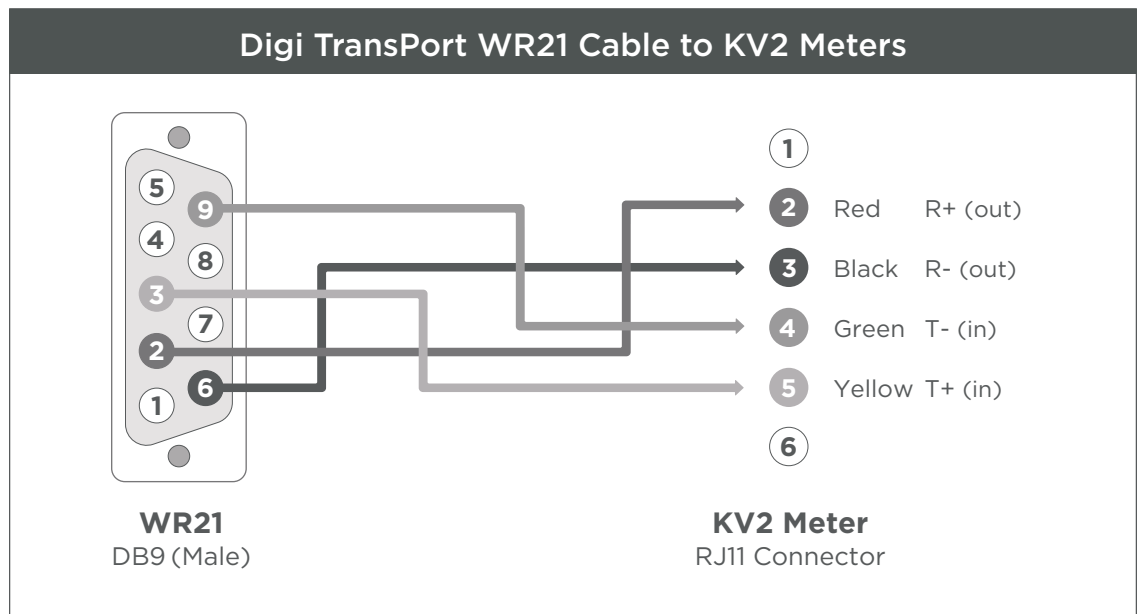 Digi TransPort WR21 Cable to KV2 Meters
5
9
4
8
3
7
2
6
1
1
2 Red R+ (out)
3 Black R- (out)
4 Green T- (in)
5 Yellow T+ (in)
6
WR21
DB9 (Male)
KV2 Meter
RJ11 Connector